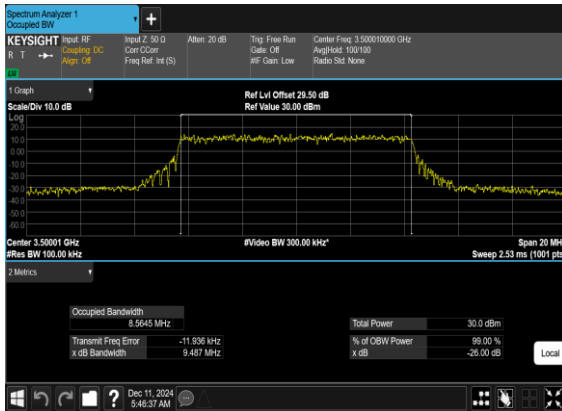 Spectrum Analyzer 1
Occupied BW
KEYSIGHT
R T
LXI
Input: RF
Coupling: DC
Align: Off
Input Z: 50 Ω
Corr CCorr
Freq Ref: Int (S)
Atten: 20 dB
Trig: Free Run
Gate: Off
#IF Gain: Low
Center Freq: 3.500010000 GHz
Avg|Hold: 100/100
Radio Std: None
1 Graph
Scale/Div 10.0 dB
Ref Lvl Offset 29.50 dB
Ref Value 30.00 dBm
Log
20.0
10.0
0.00
-10.0
-20.0
-30.0
-40.0
-50.0
-60.0
Center 3.50001 GHz
#Res BW 100.00 kHz
#Video BW 300.00 kHz*
Span 20 MH
Sweep 2.53 ms (1001 pts
2 Metrics
Occupied Bandwidth
8.5645 MHz
Transmit Freq Error -11.936 kHz
x dB Bandwidth 9.487 MHz
Total Power 30.0 dBm
% of OBW Power 99.00 %
x dB -26.00 dB
Local
Dec 11, 2024
5:46:37 AM
?